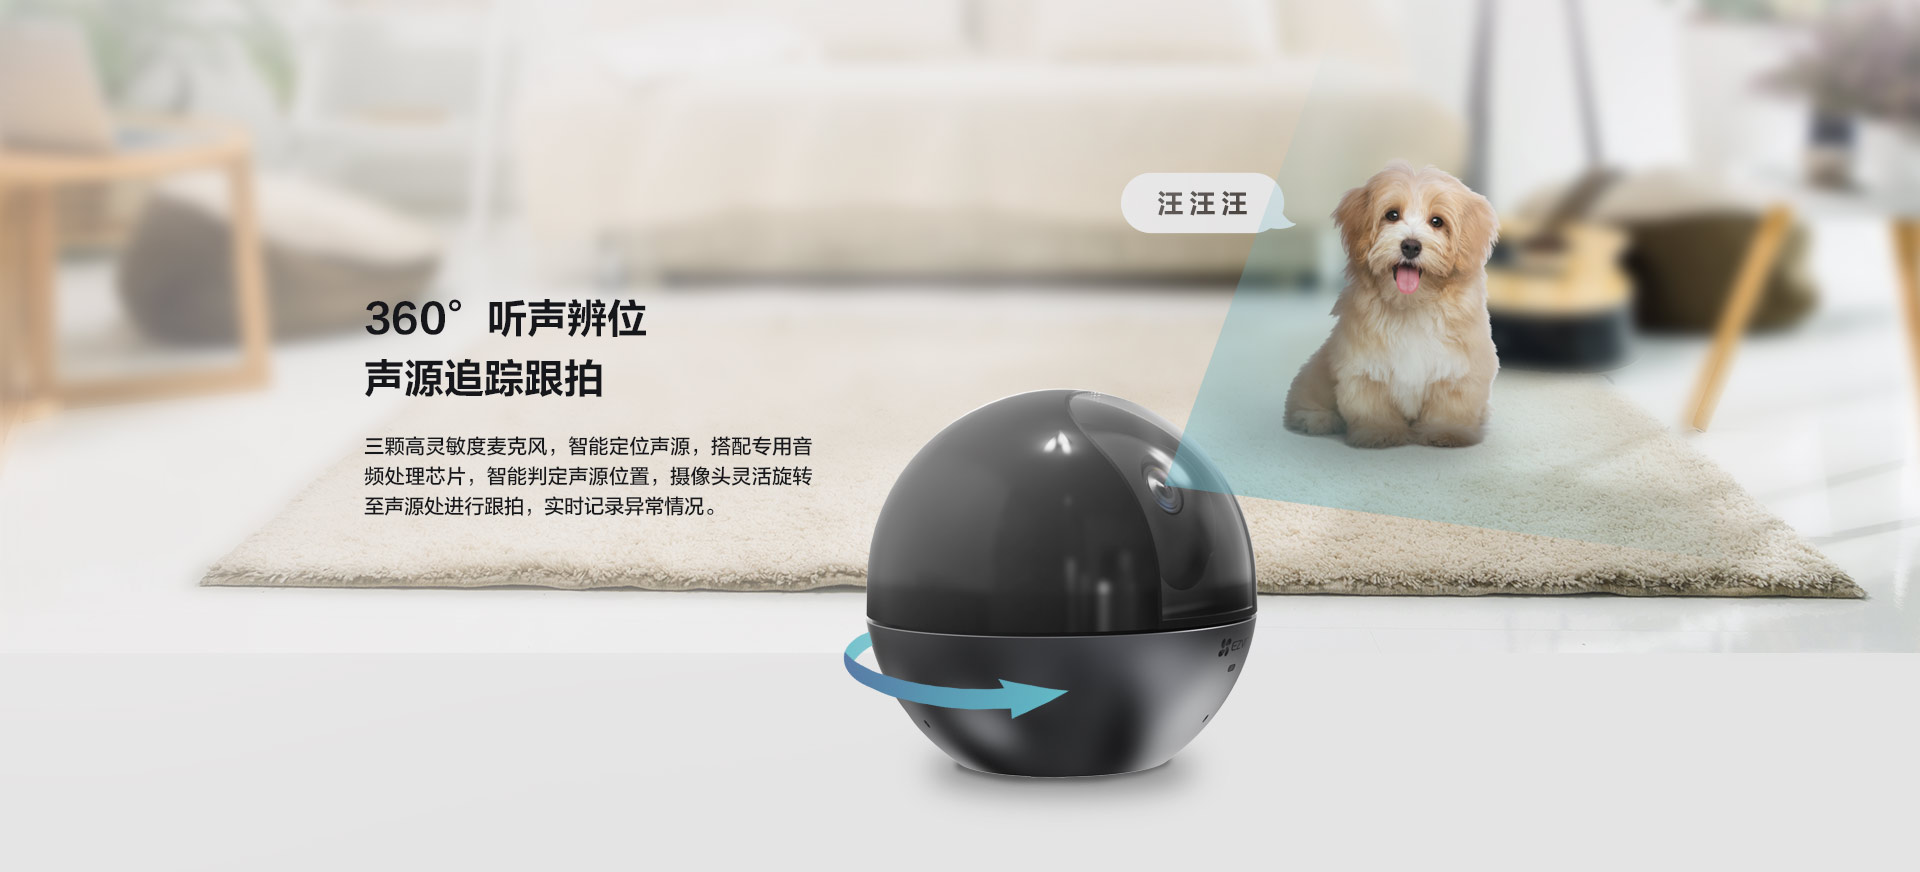 汪汪汪
360° 听声辨位
声源追踪跟拍
三颗高灵敏度麦克风，智能定位声源，搭配专用音
频处理芯片，智能判定声源位置，摄像头灵活旋转
至声源处进行跟拍，实时记录异常情况。